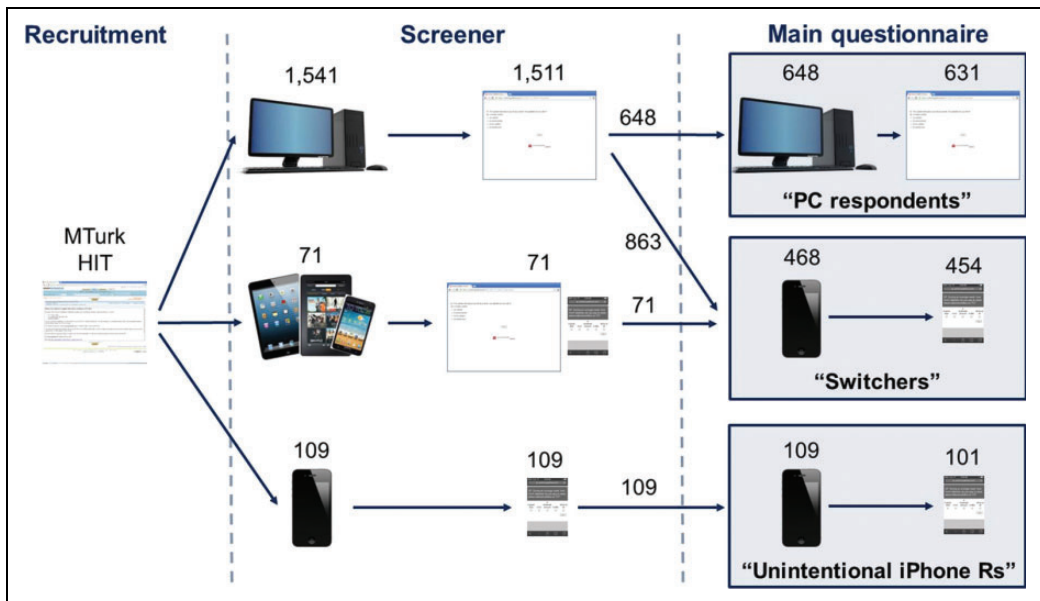 Recruitment
Screener
Main questionnaire
1,541
1,511
648
648
631
"PC respondents"
863
MTurk
HIT
71
71
71
468
454
"Switchers"
109
109
109
109
101
"Unintentional iPhone Rs"